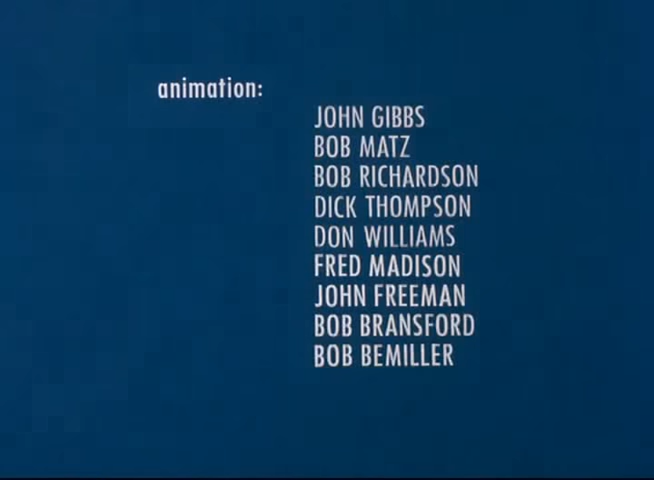 animation:
JOHN GIBBS
BOB MATZ
BOB RICHARDSON
DICK THOMPSON
DON WILLIAMS
FRED MADISON
JOHN FREEMAN
BOB BRANSFORD
BOB BEMILLER